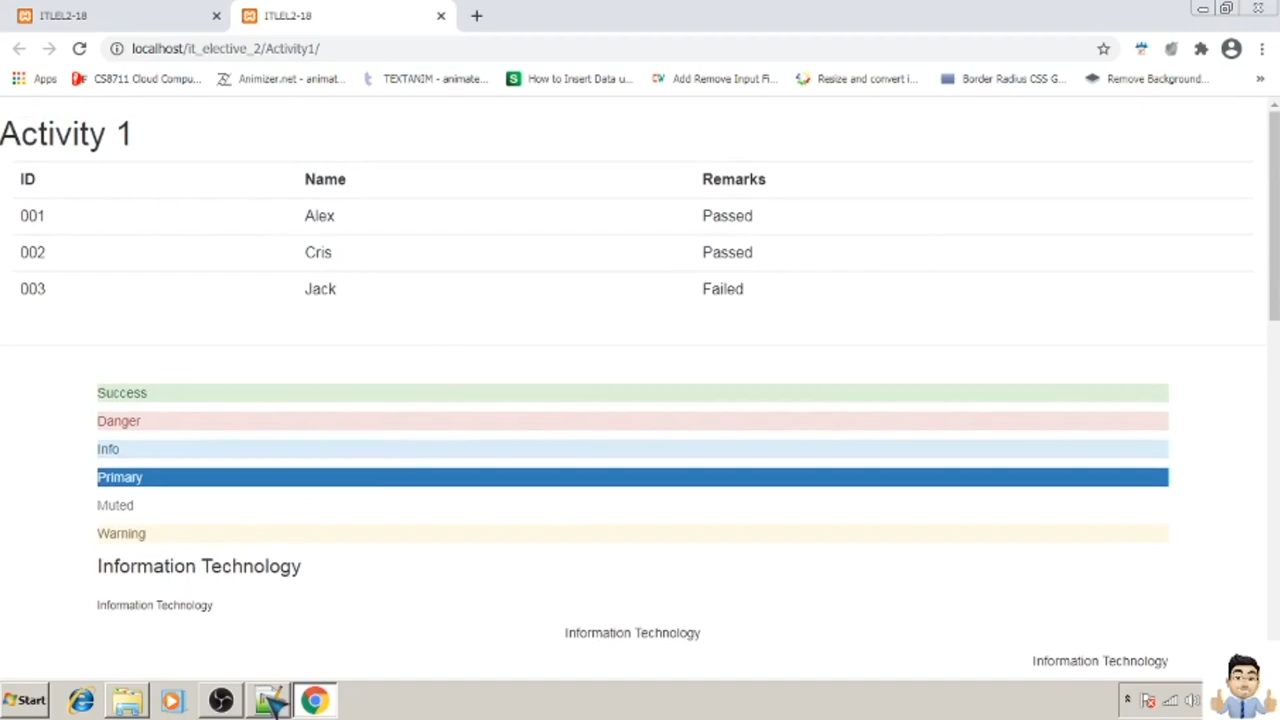 ITLEL2-18
ITLEL2-18
localhost/it_elective_2/Activity1/
Apps CS8711 Cloud Compu... Animizer.net - animat... TEXTANIM - animate... How to Insert Data u... Add Remove Input Fi... Resize and convert i... Border Radius CSS G... Remove Background...
Activity 1
ID Name Remarks
001 Alex Passed
002 Cris Passed
003 Jack Failed
Success
Danger
Info
Primary
Muted
Warning
Information Technology
Information Technology
Information Technology
Information Technology
Start